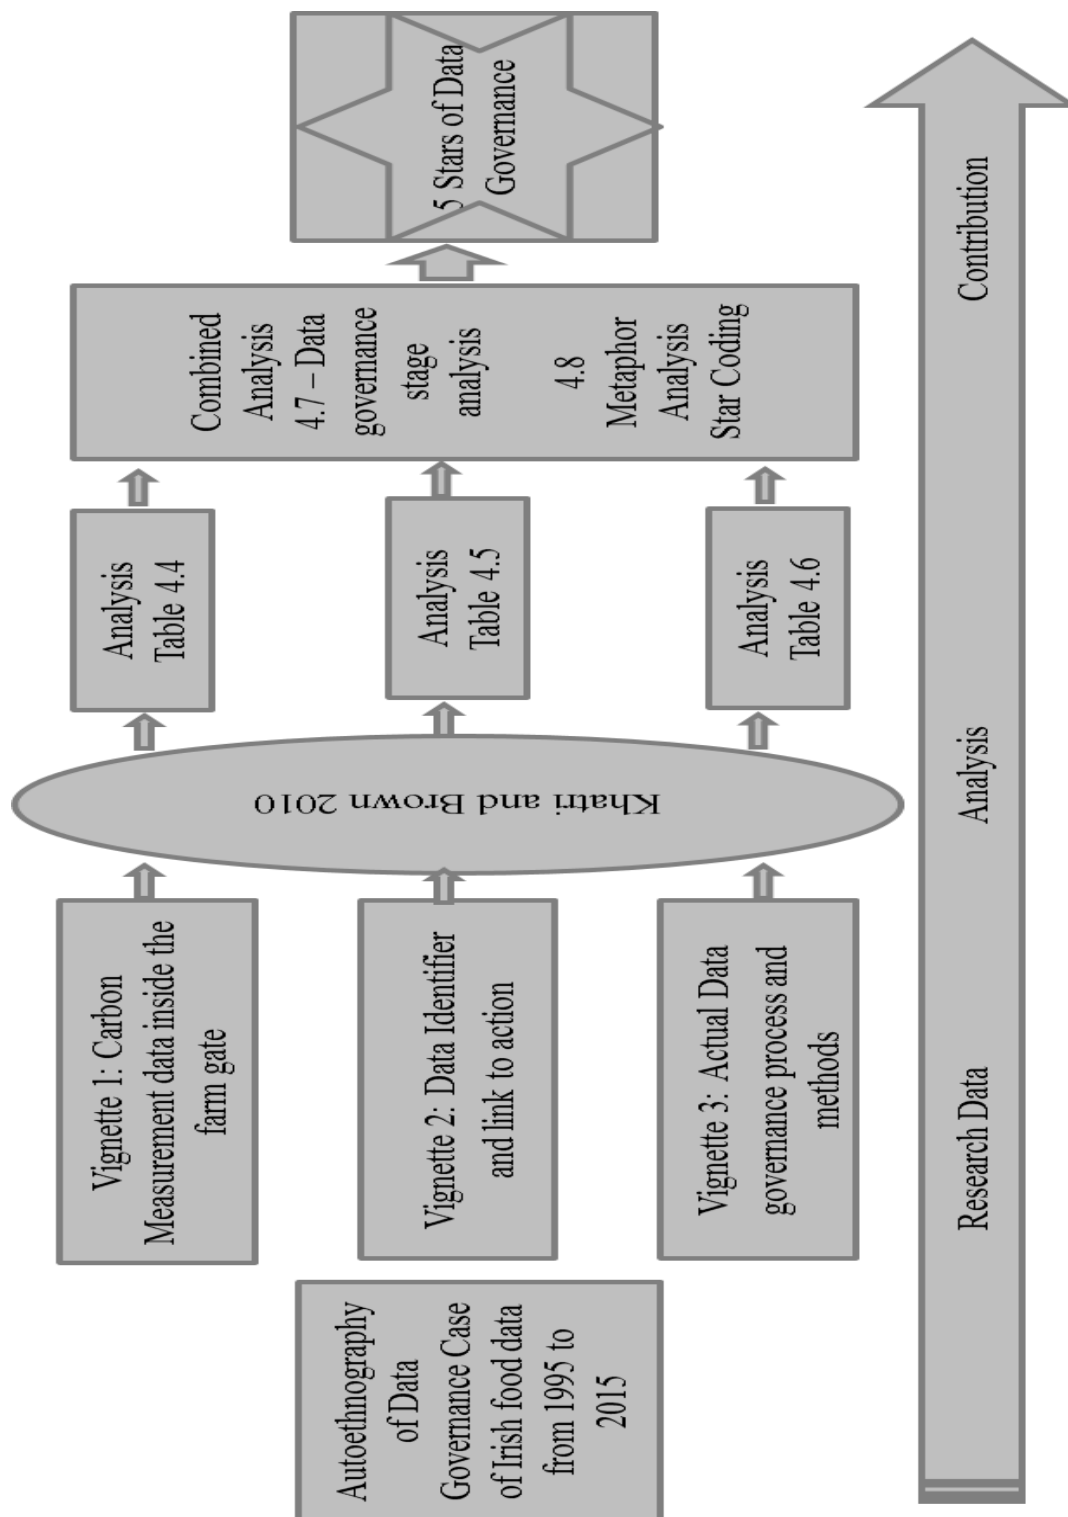 Autoethnography
of Data
Governance Case
of Irish food data
from 1995 to
2015
Vignette 1: Carbon
Measurement data inside the
farm gate
Vignette 2: Data Identifier
and link to action
Vignette 3: Actual Data
governance process and
methods
Khatri and Brown 2010
Analysis
Table 4.4
Analysis
Table 4.5
Analysis
Table 4.6
Combined
Analysis
4.7 – Data
governance
stage
analysis
4.8
Metaphor
Analysis
Star Coding
5 Stars of Data
Governance
Research Data
Analysis
Contribution